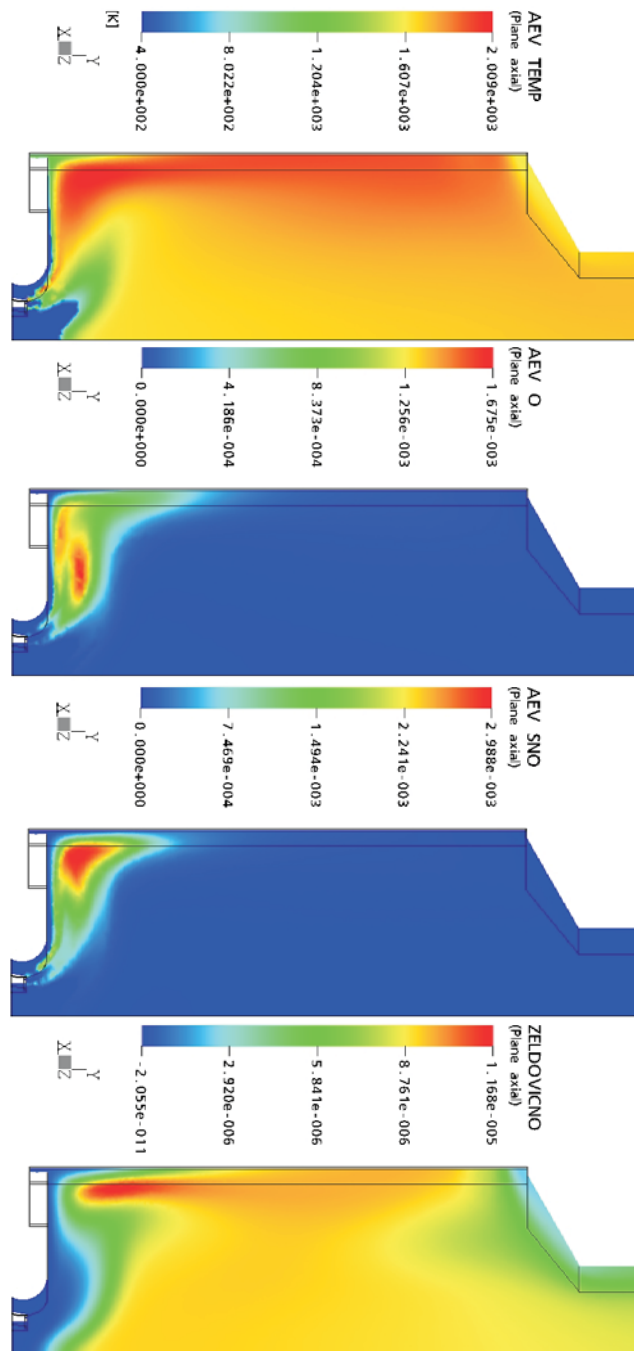 AEV TEMP
(Plane axial)
2.009e+003
1.607e+003
1.204e+003
8.022e+002
4.000e+002
[K]
Y
X Z
AEV O
(Plane axial)
1.675e-003
1.256e-003
8.373e-004
4.186e-004
0.000e+000
Y
X Z
AEV SNO
(Plane axial)
2.988e-003
2.241e-003
1.494e-003
7.469e-004
0.000e+000
Y
X Z
ZELDOVICNO
(Plane axial)
1.168e-005
8.761e-006
5.841e-006
2.920e-006
-2.055e-011
Y
X Z